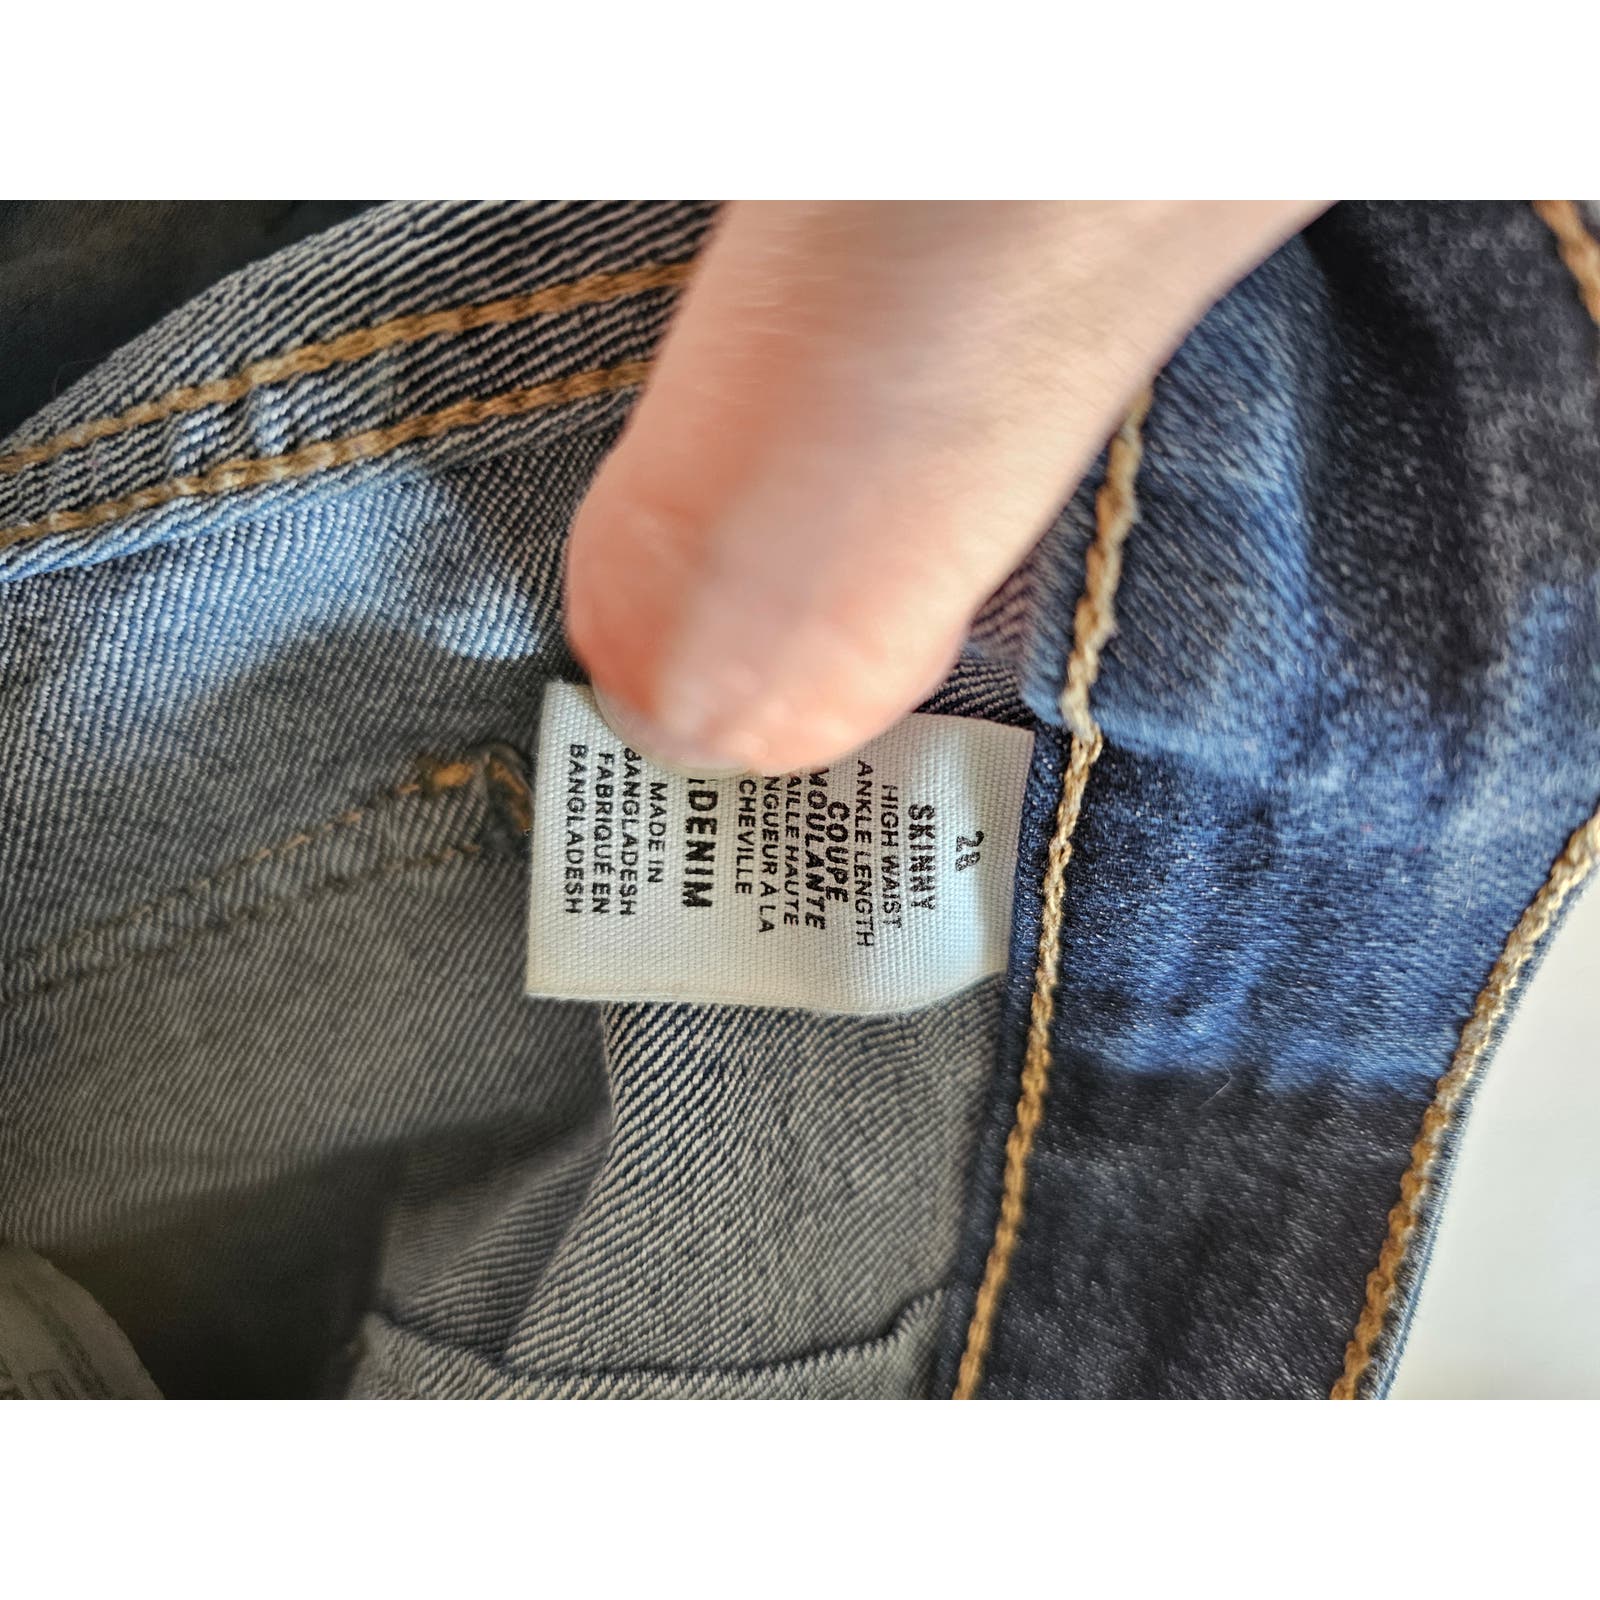 28
SKINNY
HIGH WAIST
ANKLE LENGTH
COUPE
MOULANTE
AILLE HAUTE
NGUEUR À LA
CHEVILLE
DENIM
MADE IN
BANGLADESH
FABRIQUÉ EN
BANGLADESH